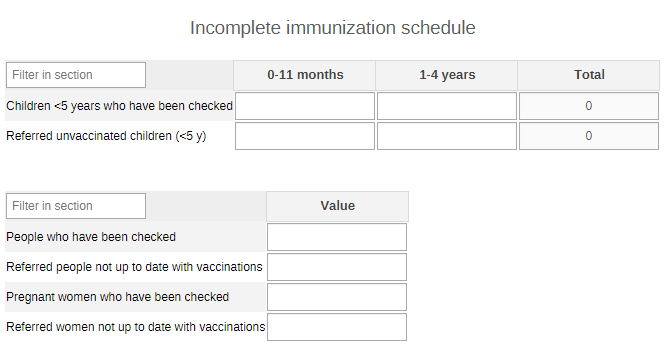 Incomplete immunization schedule
Filter in section 0-11 months 1-4 years Total
Children <5 years who have been checked 0
Referred unvaccinated children (<5 y) 0
Filter in section Value
People who have been checked
Referred people not up to date with vaccinations
Pregnant women who have been checked
Referred women not up to date with vaccinations